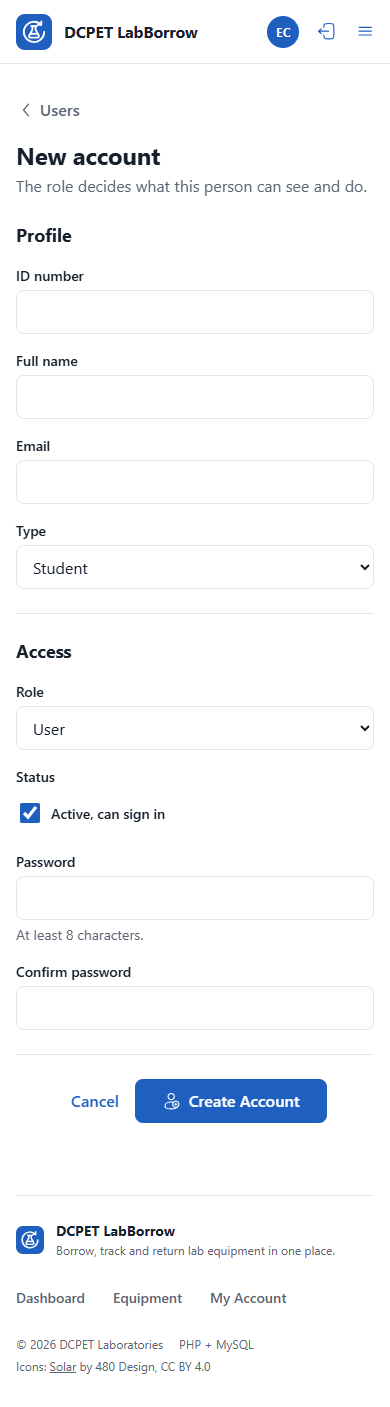 DCPET LabBorrow
EC
Users
New account
The role decides what this person can see and do.
Profile
ID number
Full name
Email
Type
Student
Access
Role
User
Status
Active, can sign in
Password
At least 8 characters.
Confirm password
Cancel
Create Account
DCPET LabBorrow
Borrow, track and return lab equipment in one place.
Dashboard Equipment My Account
© 2026 DCPET Laboratories PHP + MySQL
Icons: Solar by 480 Design, CC BY 4.0